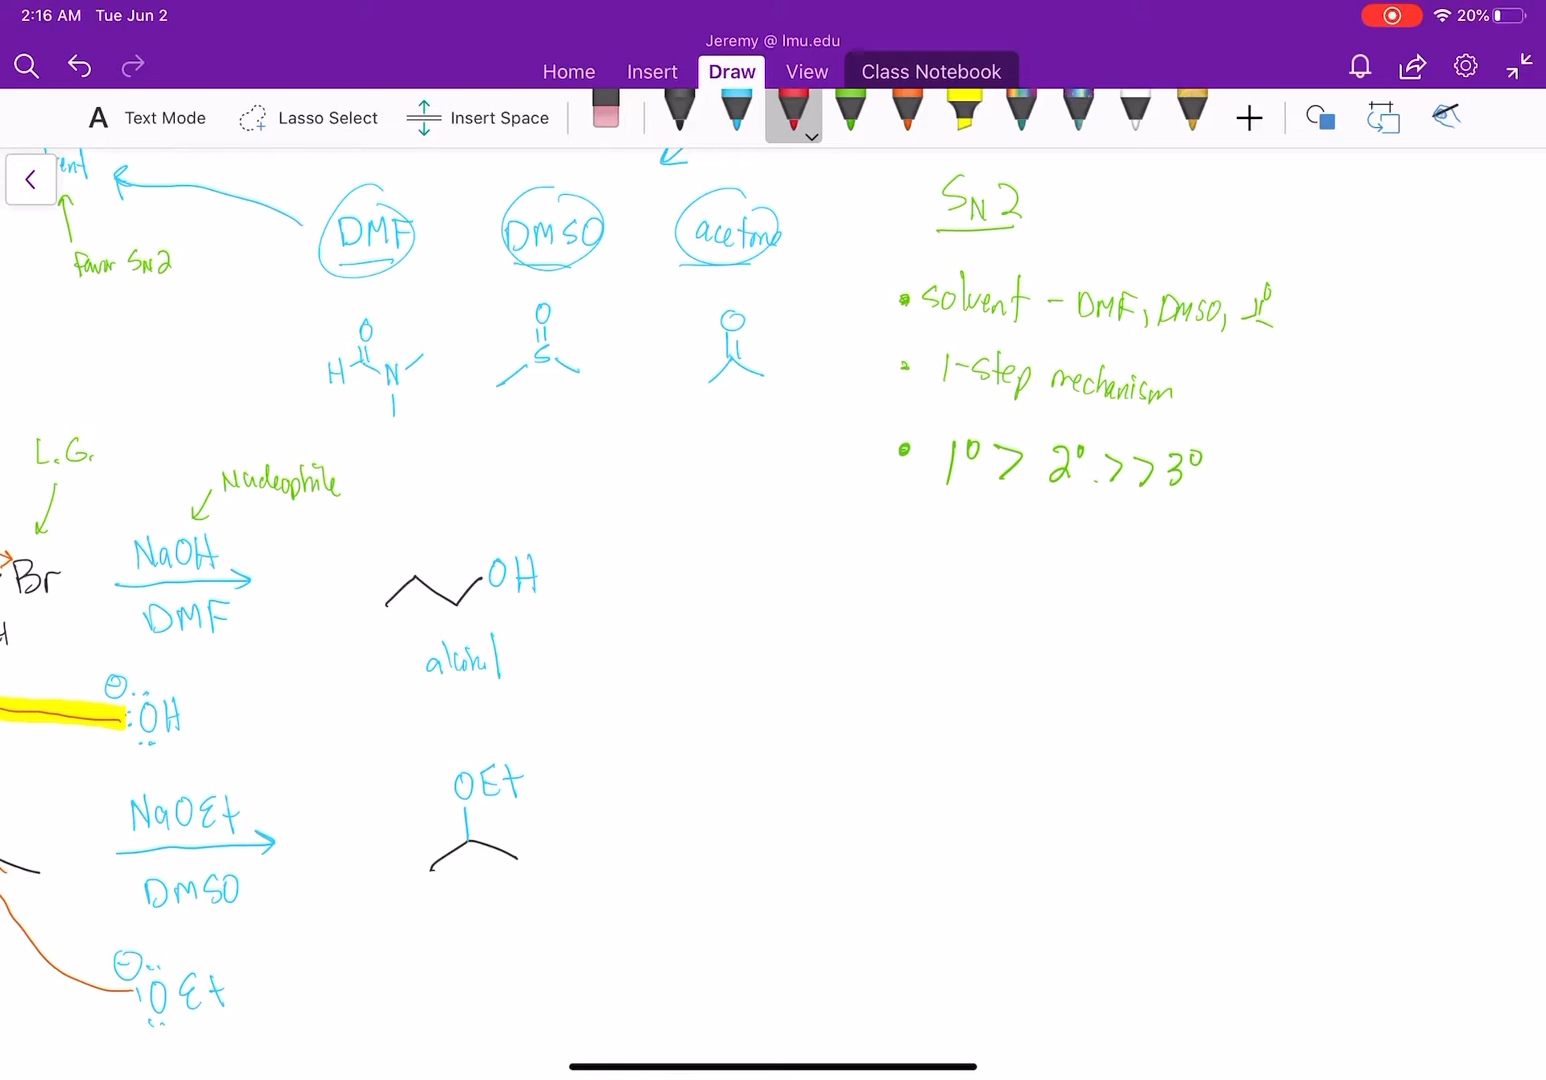 2:16 AM Tue Jun 2
20%
Jeremy @ lmu.edu
Home Insert Draw View Class Notebook
A Text Mode Lasso Select Insert Space
DMF DMSO acetone
Favor SN2
O
O
O
H N
S
SN2
• solvent - DMF, DMSO,
• 1-step mechanism
• 1° > 2° >> 3°
L.G.
Nucleophile
Br
NaOH
DMF
OH
alcohol
⊖
:OH
NaOEt
DMSO
OEt
⊖
:OEt